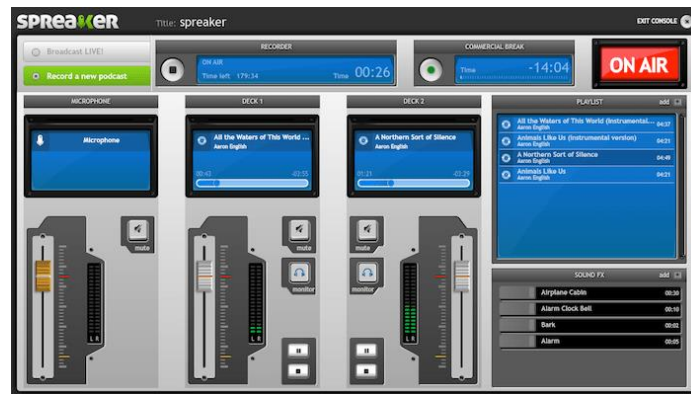 SPREAKER
Title: spreaker
EXIT CONSOLE
Broadcast LIVE!
Record a new podcast
RECORDER
ON AIR
Time left 179:34
Time 00:26
COMMERCIAL BREAK
Time -14:04
ON AIR
MICROPHONE
DECK 1
DECK 2
PLAYLIST
add
Microphone
All the Waters of This World ...
Aaron English
00:43
-02:55
A Northern Sort of Silence
Aaron English
01:21
-03:29
All the Waters of This World (Instrumental... 04:37
Aaron English
Animals Like Us (Instrumental version) 04:21
Aaron English
A Northern Sort of Silence 04:49
Aaron English
Animals Like Us 04:21
Aaron English
mute
mute
mute
monitor
monitor
L R
L R
L R
SOUND FX
add
Airplane Cabin 00:30
Alarm Clock Bell 00:10
Bark 00:02
Alarm 00:05